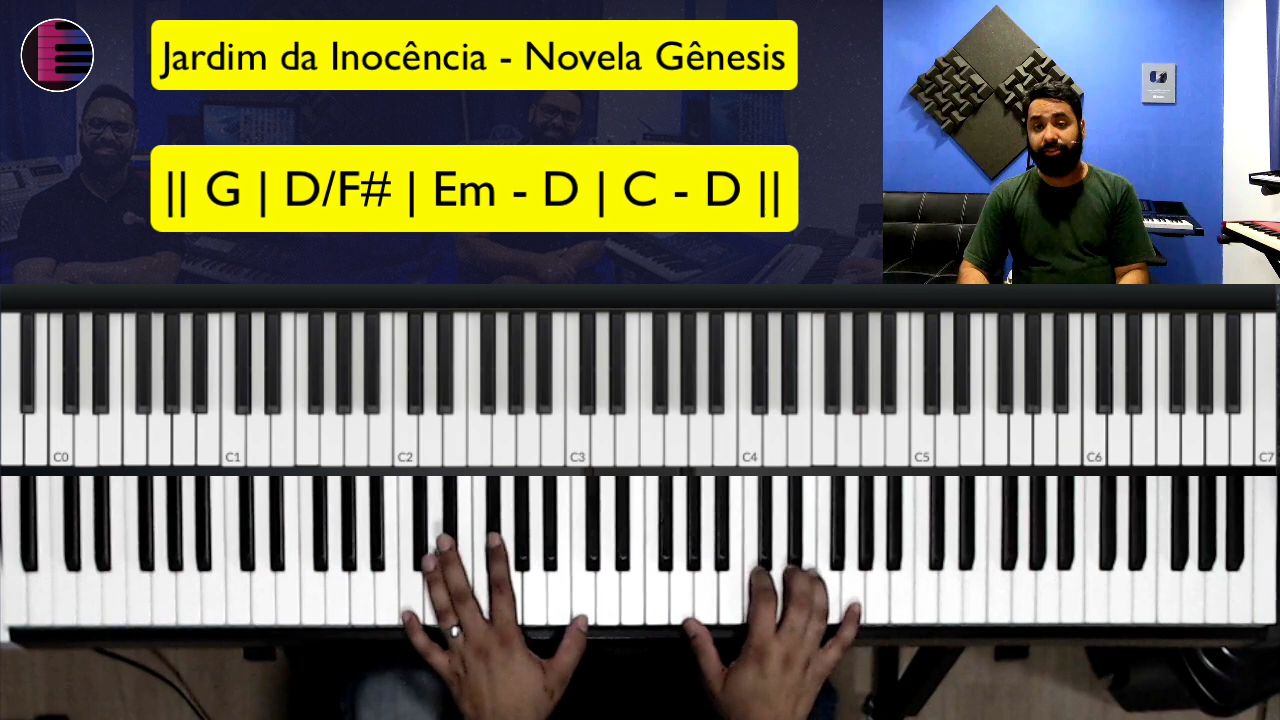 Jardim da Inocência - Novela Gênesis
|| G | D/F# | Em - D | C - D ||
C0 C1 C2 C3 C4 C5 C6 C7